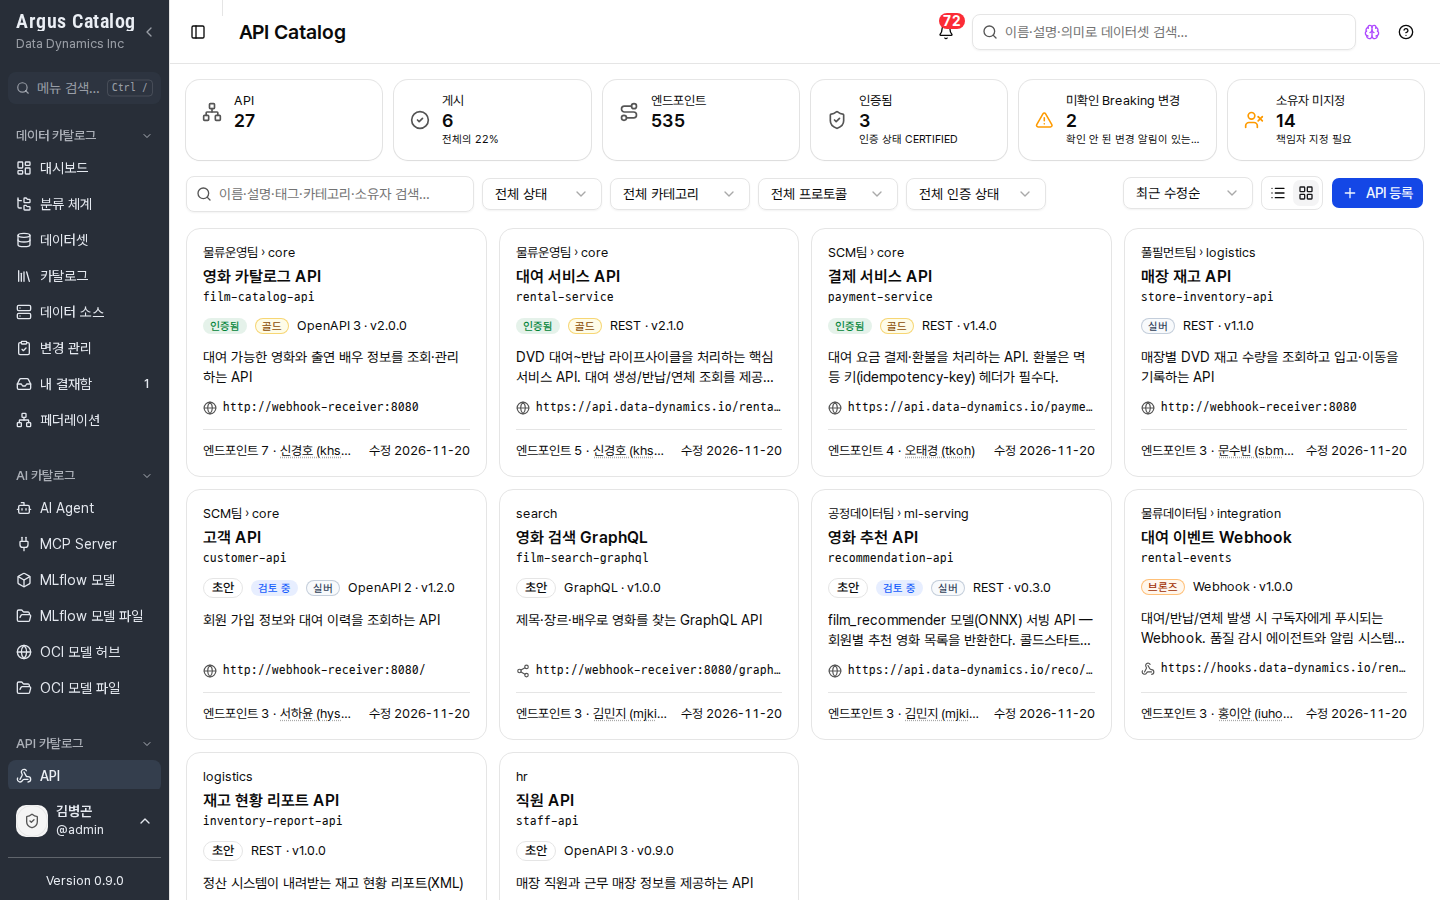 Argus Catalog
Data Dynamics Inc
메뉴 검색... Ctrl /
데이터 카탈로그
대시보드
분류 체계
데이터셋
카탈로그
데이터 소스
변경 관리
내 결재함 1
페더레이션
AI 카탈로그
AI Agent
MCP Server
MLflow 모델
MLflow 모델 파일
OCI 모델 허브
OCI 모델 파일
API 카탈로그
API
김병곤
@admin
Version 0.9.0
API Catalog
72
이름·설명·의미로 데이터셋 검색...
API
27
게시
6
전체의 22%
엔드포인트
535
인증됨
3
인증 상태 CERTIFIED
미확인 Breaking 변경
2
확인 안 된 변경 알림이 있는...
소유자 미지정
14
책임자 지정 필요
이름·설명·태그·카테고리·소유자 검색...
전체 상태
전체 카테고리
전체 프로토콜
전체 인증 상태
최근 수정순
API 등록
물류운영팀 › core
영화 카탈로그 API
film-catalog-api
인증됨 골드 OpenAPI 3 · v2.0.0
대여 가능한 영화와 출연 배우 정보를 조회·관리
하는 API
http://webhook-receiver:8080
엔드포인트 7 · 신경호 (khs... 수정 2026-11-20
물류운영팀 › core
대여 서비스 API
rental-service
인증됨 골드 REST · v2.1.0
DVD 대여~반납 라이프사이클을 처리하는 핵심
서비스 API. 대여 생성/반납/연체 조회를 제공...
https://api.data-dynamics.io/renta...
엔드포인트 5 · 신경호 (khs... 수정 2026-11-20
SCM팀 › core
결제 서비스 API
payment-service
인증됨 골드 REST · v1.4.0
대여 요금 결제·환불을 처리하는 API. 환불은 멱
등 키(idempotency-key) 헤더가 필수다.
https://api.data-dynamics.io/payme...
엔드포인트 4 · 오태경 (tkoh) 수정 2026-11-20
풀필먼트팀 › logistics
매장 재고 API
store-inventory-api
실버 REST · v1.1.0
매장별 DVD 재고 수량을 조회하고 입고·이동을
기록하는 API
http://webhook-receiver:8080
엔드포인트 3 · 문수빈 (sbm... 수정 2026-11-20
SCM팀 › core
고객 API
customer-api
초안 검토 중 실버 OpenAPI 2 · v1.2.0
회원 가입 정보와 대여 이력을 조회하는 API
http://webhook-receiver:8080/
엔드포인트 3 · 서하윤 (hys... 수정 2026-11-20
search
영화 검색 GraphQL
film-search-graphql
초안 GraphQL · v1.0.0
제목·장르·배우로 영화를 찾는 GraphQL API
http://webhook-receiver:8080/graph...
엔드포인트 3 · 김민지 (mjki... 수정 2026-11-20
공정데이터팀 › ml-serving
영화 추천 API
recommendation-api
초안 검토 중 실버 REST · v0.3.0
film_recommender 모델(ONNX) 서빙 API —
회원별 추천 영화 목록을 반환한다. 콜드스타트...
https://api.data-dynamics.io/reco/...
엔드포인트 3 · 김민지 (mjki... 수정 2026-11-20
물류데이터팀 › integration
대여 이벤트 Webhook
rental-events
브론즈 Webhook · v1.0.0
대여/반납/연체 발생 시 구독자에게 푸시되는
Webhook. 품질 감시 에이전트와 알림 시스템...
https://hooks.data-dynamics.io/ren...
엔드포인트 3 · 홍이안 (iuho... 수정 2026-11-20
logistics
재고 현황 리포트 API
inventory-report-api
초안 REST · v1.0.0
정산 시스템이 내려받는 재고 현황 리포트(XML)
hr
직원 API
staff-api
초안 OpenAPI 3 · v0.9.0
매장 직원과 근무 매장 정보를 제공하는 API